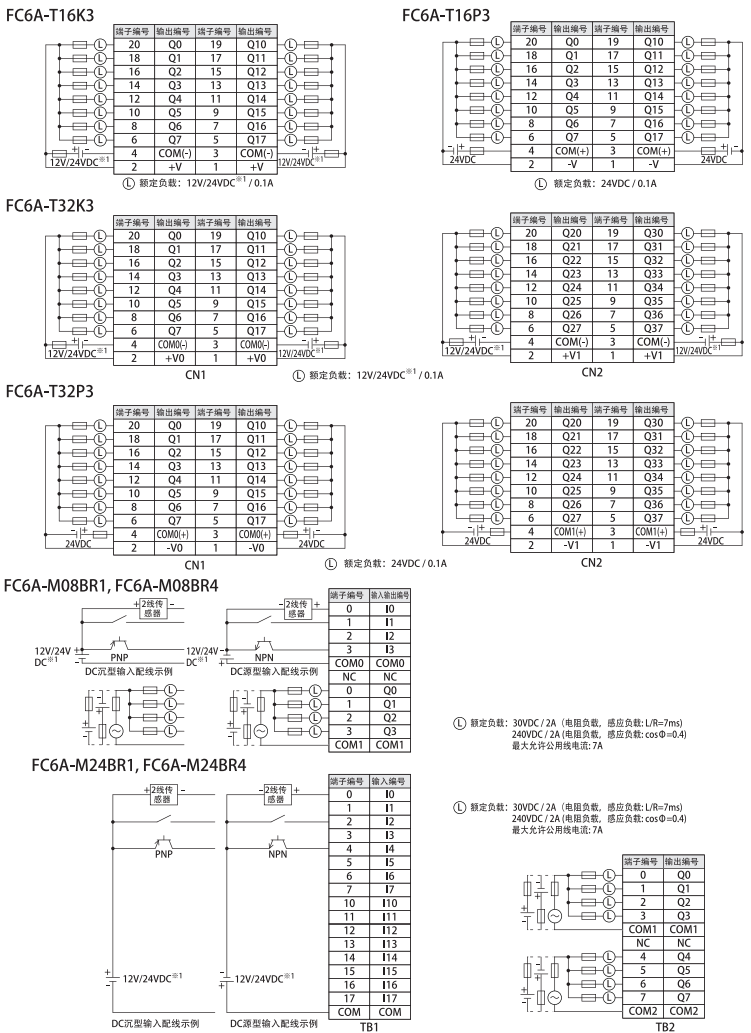 FC6A-T16K3
端子编号 输出编号 端子编号 输出编号
20 Q0 19 Q10
18 Q1 17 Q11
16 Q2 15 Q12
14 Q3 13 Q13
12 Q4 11 Q14
10 Q5 9 Q15
8 Q6 7 Q16
6 Q7 5 Q17
4 COM(-) 3 COM(-)
2 +V 1 +V
12V/24VDC※1 12V/24VDC※1
Ⓛ 额定负载：12V/24VDC※1 / 0.1A
FC6A-T16P3
端子编号 输出编号 端子编号 输出编号
20 Q0 19 Q10
18 Q1 17 Q11
16 Q2 15 Q12
14 Q3 13 Q13
12 Q4 11 Q14
10 Q5 9 Q15
8 Q6 7 Q16
6 Q7 5 Q17
4 COM(+) 3 COM(+)
2 -V 1 -V
24VDC 24VDC
Ⓛ 额定负载：24VDC / 0.1A
FC6A-T32K3
端子编号 输出编号 端子编号 输出编号
20 Q0 19 Q10
18 Q1 17 Q11
16 Q2 15 Q12
14 Q3 13 Q13
12 Q4 11 Q14
10 Q5 9 Q15
8 Q6 7 Q16
6 Q7 5 Q17
4 COM0(-) 3 COM0(-)
2 +V0 1 +V0
12V/24VDC※1 12V/24VDC※1
CN1
端子编号 输出编号 端子编号 输出编号
20 Q20 19 Q30
18 Q21 17 Q31
16 Q22 15 Q32
14 Q23 13 Q33
12 Q24 11 Q34
10 Q25 9 Q35
8 Q26 7 Q36
6 Q27 5 Q37
4 COM(-) 3 COM(-)
2 +V1 1 +V1
12V/24VDC※1 12V/24VDC※1
CN2
Ⓛ 额定负载：12V/24VDC※1 / 0.1A
FC6A-T32P3
端子编号 输出编号 端子编号 输出编号
20 Q0 19 Q10
18 Q1 17 Q11
16 Q2 15 Q12
14 Q3 13 Q13
12 Q4 11 Q14
10 Q5 9 Q15
8 Q6 7 Q16
6 Q7 5 Q17
4 COM0(+) 3 COM0(+)
2 -V0 1 -V0
24VDC 24VDC
CN1
端子编号 输出编号 端子编号 输出编号
20 Q20 19 Q30
18 Q21 17 Q31
16 Q22 15 Q32
14 Q23 13 Q33
12 Q24 11 Q34
10 Q25 9 Q35
8 Q26 7 Q36
6 Q27 5 Q37
4 COM1(+) 3 COM1(+)
2 -V1 1 -V1
24VDC 24VDC
CN2
Ⓛ 额定负载：24VDC / 0.1A
FC6A-M08BR1, FC6A-M08BR4
+ 2线传感器 -
PNP
12V/24V DC※1
DC沉型输入配线示例
- 2线传感器 +
NPN
12V/24V DC※1
DC源型输入配线示例
端子编号 输入输出编号
0 I0
1 I1
2 I2
3 I3
COM0 COM0
NC NC
0 Q0
1 Q1
2 Q2
3 Q3
COM1 COM1
Ⓛ 额定负载：30VDC / 2A（电阻负载，感应负载: L/R=7ms)
240VDC / 2A (电阻负载，感应负载: cosΦ=0.4)
最大允许公用线电流: 7A
FC6A-M24BR1, FC6A-M24BR4
+ 2线传感器 -
PNP
12V/24VDC※1
DC沉型输入配线示例
- 2线传感器 +
NPN
12V/24VDC※1
DC源型输入配线示例
端子编号 输入编号
0 I0
1 I1
2 I2
3 I3
4 I4
5 I5
6 I6
7 I7
10 I10
11 I11
12 I12
13 I13
14 I14
15 I15
16 I16
17 I17
COM COM
TB1
Ⓛ 额定负载：30VDC / 2A（电阻负载，感应负载: L/R=7ms)
240VDC / 2A (电阻负载，感应负载: cosΦ=0.4)
最大允许公用线电流: 7A
端子编号 输出编号
0 Q0
1 Q1
2 Q2
3 Q3
COM1 COM1
NC NC
4 Q4
5 Q5
6 Q6
7 Q7
COM2 COM2
TB2